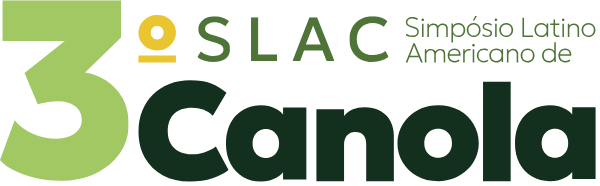 3º SLAC Simpósio Latino
Americano de
Canola